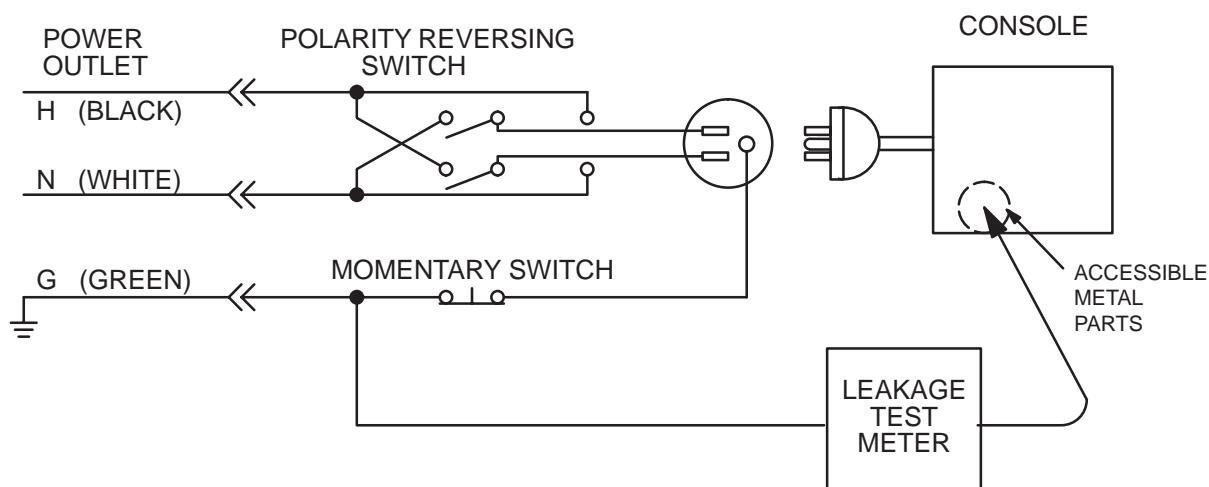 POWER
OUTLET
POLARITY REVERSING
SWITCH
CONSOLE
H (BLACK)
N (WHITE)
G (GREEN)
MOMENTARY SWITCH
ACCESSIBLE
METAL
PARTS
LEAKAGE
TEST
METER